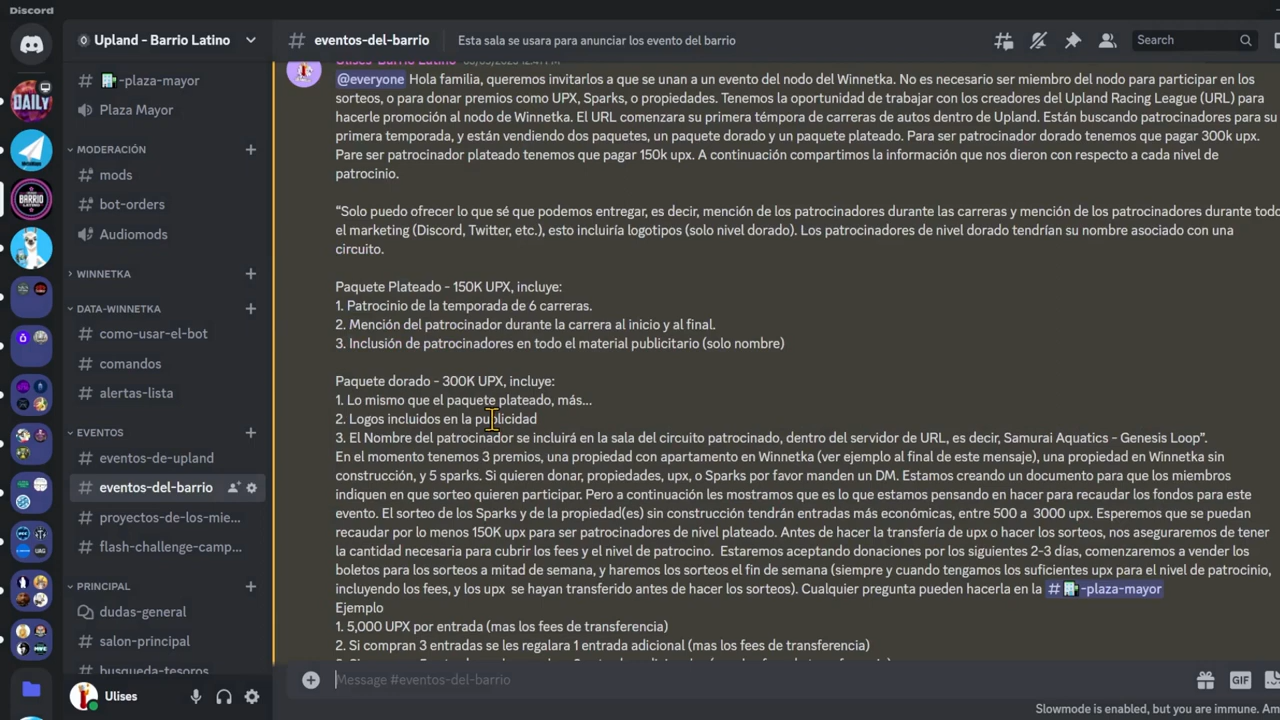 Discord
Upland - Barrio Latino
eventos-del-barrio
Esta sala se usara para anunciar los evento del barrio
Search
-plaza-mayor
Plaza Mayor
MODERACIÓN
mods
bot-orders
Audiomods
WINNETKA
DATA-WINNETKA
como-usar-el-bot
comandos
alertas-lista
EVENTOS
eventos-de-upland
eventos-del-barrio
proyectos-de-los-mie...
flash-challenge-camp...
PRINCIPAL
dudas-general
salon-principal
busqueda-tesoros
Ulises
DAILY
BARRIO
@everyone Hola familia, queremos invitarlos a que se unan a un evento del nodo del Winnetka. No es necesario ser miembro del nodo para participar en los
sorteos, o para donar premios como UPX, Sparks, o propiedades. Tenemos la oportunidad de trabajar con los creadores del Upland Racing League (URL) para
hacerle promoción al nodo de Winnetka. El URL comenzara su primera témpora de carreras de autos dentro de Upland. Están buscando patrocinadores para su
primera temporada, y están vendiendo dos paquetes, un paquete dorado y un paquete plateado. Para ser patrocinador dorado tenemos que pagar 300k upx.
Pare ser patrocinador plateado tenemos que pagar 150k upx. A continuación compartimos la información que nos dieron con respecto a cada nivel de
patrocinio.
“Solo puedo ofrecer lo que sé que podemos entregar, es decir, mención de los patrocinadores durante las carreras y mención de los patrocinadores durante todo
el marketing (Discord, Twitter, etc.), esto incluiría logotipos (solo nivel dorado). Los patrocinadores de nivel dorado tendrían su nombre asociado con una
circuito.
Paquete Plateado - 150K UPX, incluye:
1. Patrocinio de la temporada de 6 carreras.
2. Mención del patrocinador durante la carrera al inicio y al final.
3. Inclusión de patrocinadores en todo el material publicitario (solo nombre)
Paquete dorado - 300K UPX, incluye:
1. Lo mismo que el paquete plateado, más...
2. Logos incluidos en la publicidad
3. El Nombre del patrocinador se incluirá en la sala del circuito patrocinado, dentro del servidor de URL, es decir, Samurai Aquatics - Genesis Loop”.
En el momento tenemos 3 premios, una propiedad con apartamento en Winnetka (ver ejemplo al final de este mensaje), una propiedad en Winnetka sin
construcción, y 5 sparks. Si quieren donar, propiedades, upx, o Sparks por favor manden un DM. Estamos creando un documento para que los miembros
indiquen en que sorteo quieren participar. Pero a continuación les mostramos que es lo que estamos pensando en hacer para recaudar los fondos para este
evento. El sorteo de los Sparks y de la propiedad(es) sin construcción tendrán entradas más económicas, entre 500 a 3000 upx. Esperemos que se puedan
recaudar por lo menos 150K upx para ser patrocinadores de nivel plateado. Antes de hacer la transfería de upx o hacer los sorteos, nos aseguraremos de tener
la cantidad necesaria para cubrir los fees y el nivel de patrocino. Estaremos aceptando donaciones por los siguientes 2-3 días, comenzaremos a vender los
boletos para los sorteos a mitad de semana, y haremos los sorteos el fin de semana (siempre y cuando tengamos los suficientes upx para el nivel de patrocinio,
incluyendo los fees, y los upx se hayan transferido antes de hacer los sorteos). Cualquier pregunta pueden hacerla en la # -plaza-mayor
Ejemplo
1. 5,000 UPX por entrada (mas los fees de transferencia)
2. Si compran 3 entradas se les regalara 1 entrada adicional (mas los fees de transferencia)
Message #eventos-del-barrio
GIF
Slowmode is enabled, but you are immune. Am